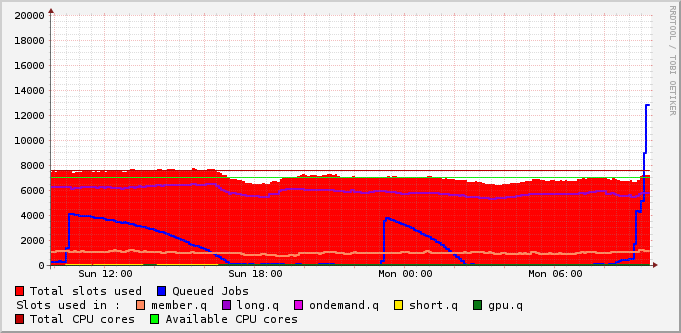 20000
18000
16000
14000
12000
10000
8000
6000
4000
2000
0
Sun 12:00 Sun 18:00 Mon 00:00 Mon 06:00
RRDTOOL / TOBI OETIKER
Total slots used Queued Jobs
Slots used in : member.q long.q ondemand.q short.q gpu.q
Total CPU cores Available CPU cores